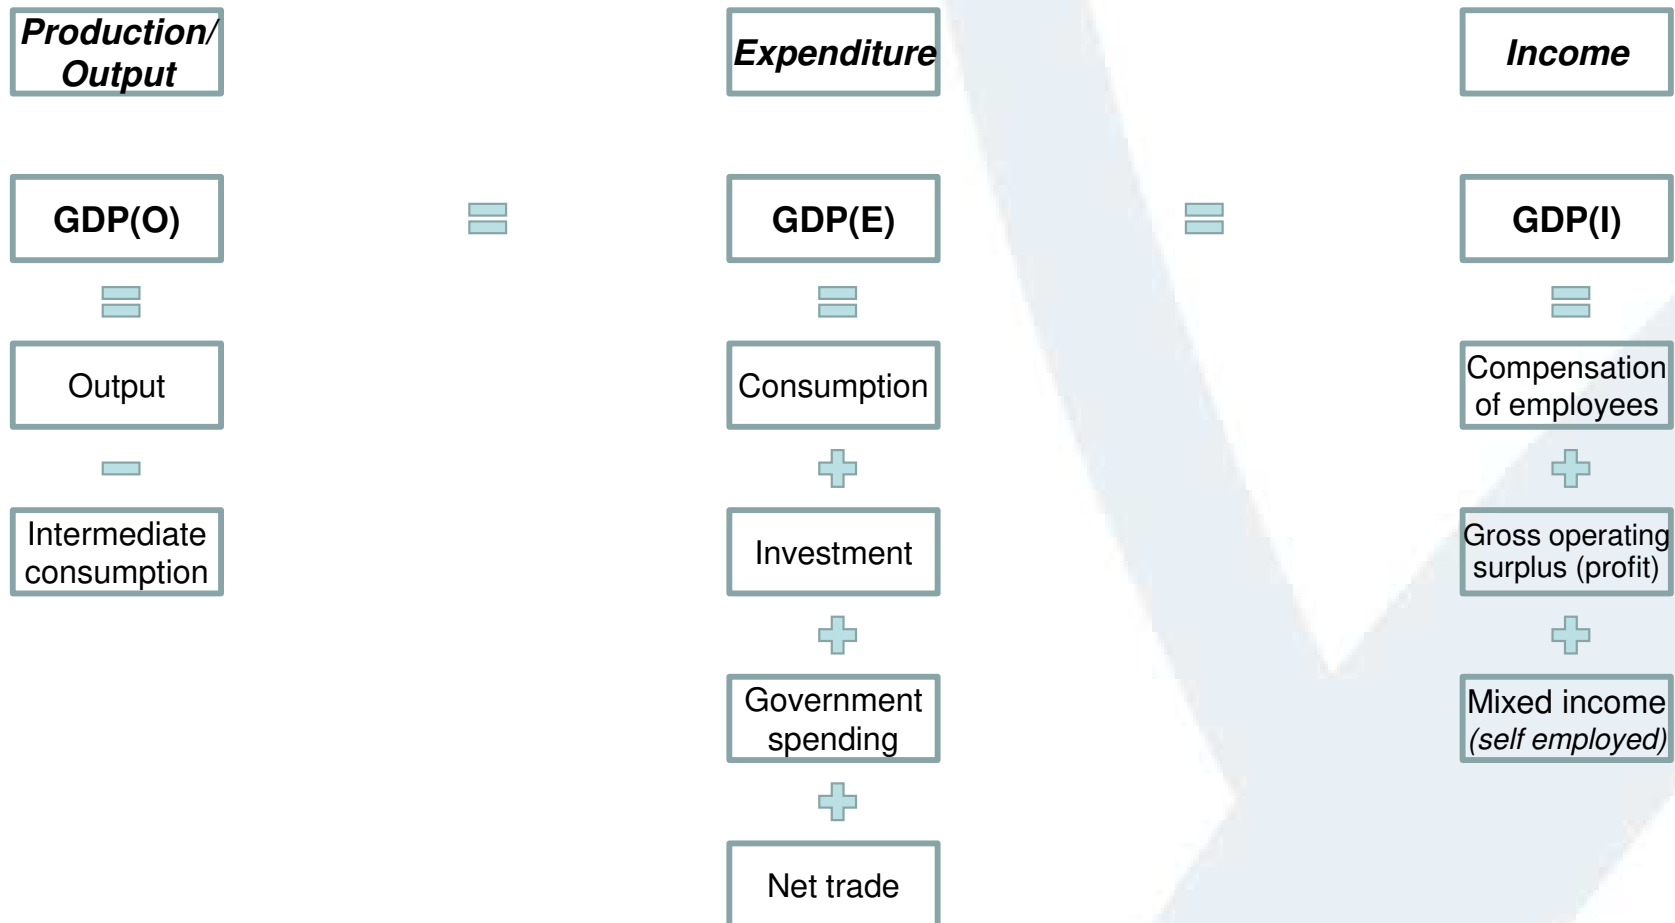 Production/
Output
Expenditure
Income
GDP(O)
GDP(E)
GDP(I)
Output
Consumption
Compensation
of employees
Intermediate
consumption
Investment
Gross operating
surplus (profit)
Government
spending
Mixed income
(self employed)
Net trade